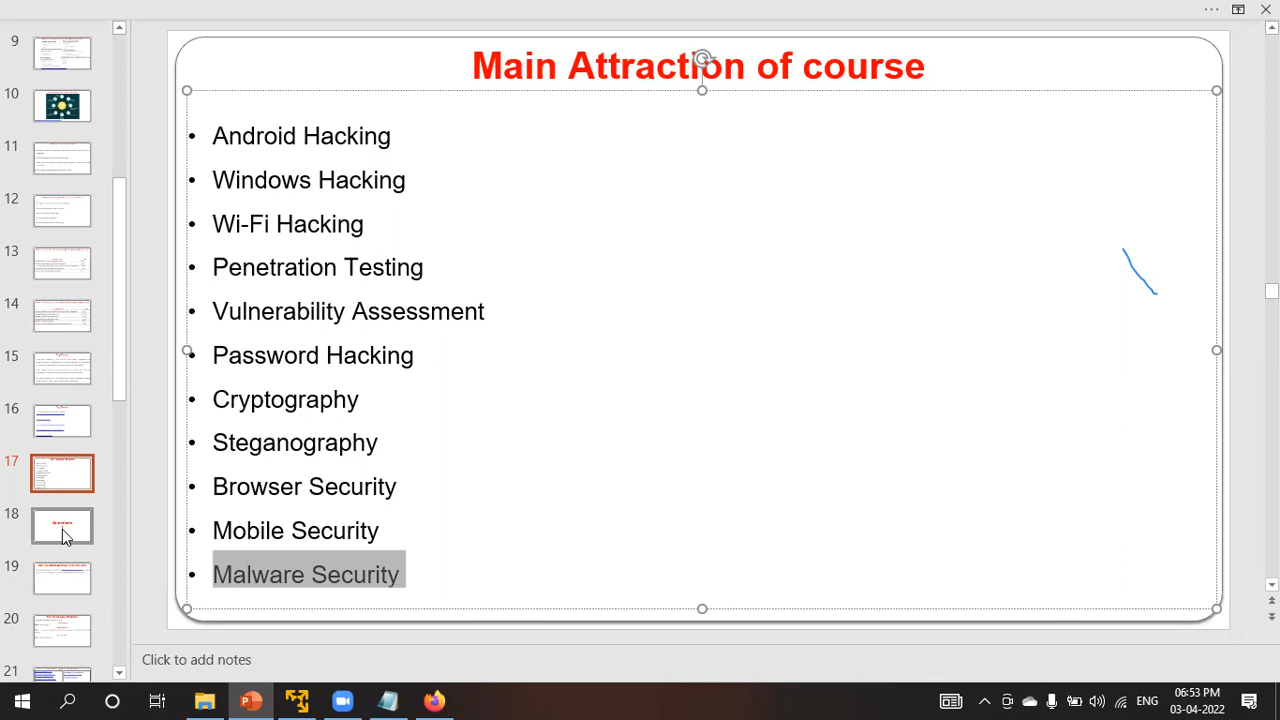 Main Attraction of course
• Android Hacking
• Windows Hacking
• Wi-Fi Hacking
• Penetration Testing
• Vulnerability Assessment
• Password Hacking
• Cryptography
• Steganography
• Browser Security
• Mobile Security
• Malware Security
9
10
11
12
13
14
15
16
17
18
Questions
19
20
21
Click to add notes
ENG
06:53 PM
03-04-2022